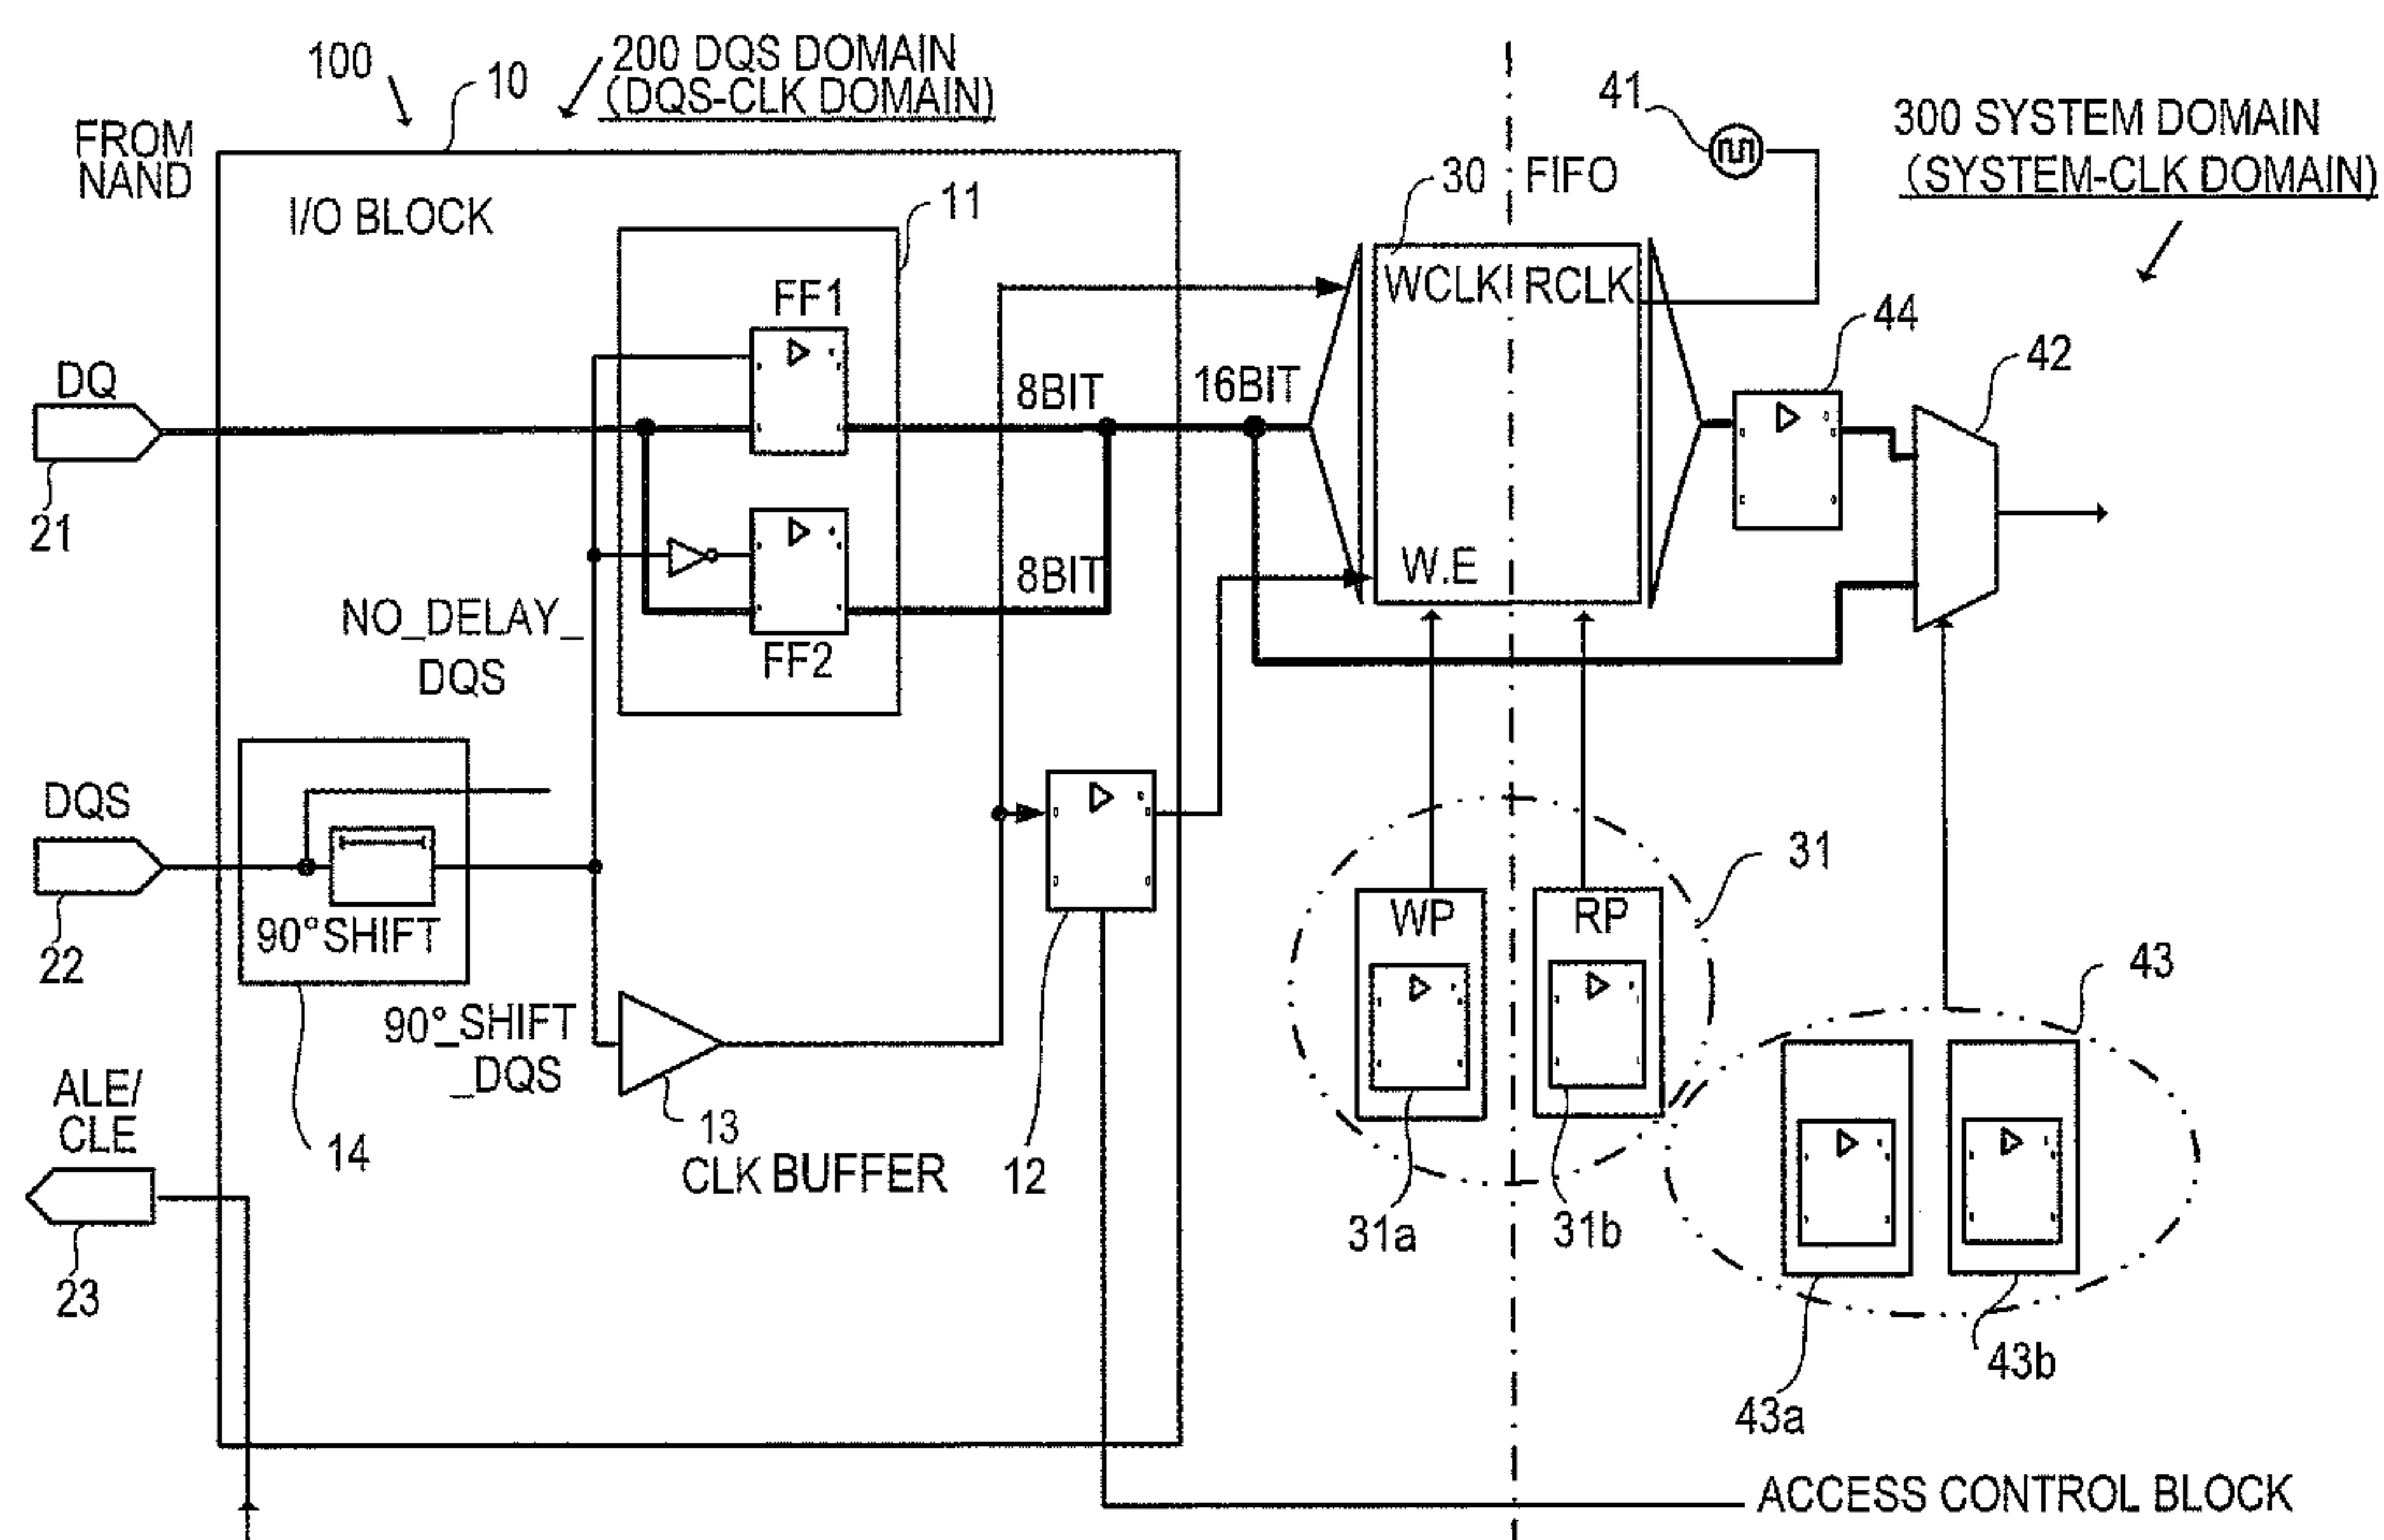 100
10
200 DQS DOMAIN
(DQS-CLK DOMAIN)
FROM
NAND
I/O BLOCK
11
30
FIFO
41
300 SYSTEM DOMAIN
(SYSTEM-CLK DOMAIN)
FF1
WCLK
RCLK
44
42
DQ
8BIT
16BIT
21
W.E
8BIT
NO_DELAY_
DQS
FF2
DQS
22
90°SHIFT
31
WP
RP
90°_SHIFT
_DQS
43
ALE/
CLE
14
13
CLK BUFFER
12
31a
31b
23
43b
43a
ACCESS CONTROL BLOCK